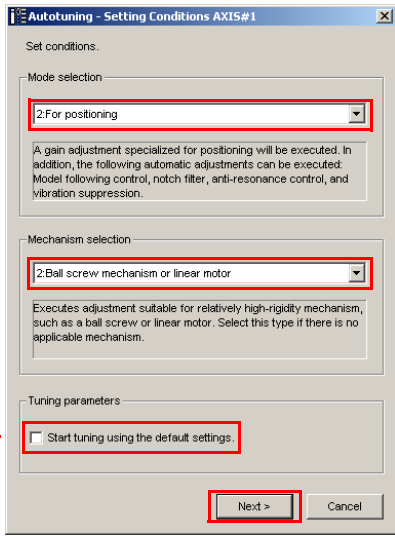 Autotuning - Setting Conditions AXIS#1
Set conditions.
Mode selection
2:For positioning
A gain adjustment specialized for positioning will be executed. In
addition, the following automatic adjustments can be executed:
Model following control, notch filter, anti-resonance control, and
vibration suppression.
Mechanism selection
2:Ball screw mechanism or linear motor
Executes adjustment suitable for relatively high-rigidity mechanism,
such as a ball screw or linear motor. Select this type if there is no
applicable mechanism.
Tuning parameters
Start tuning using the default settings.
Next >
Cancel